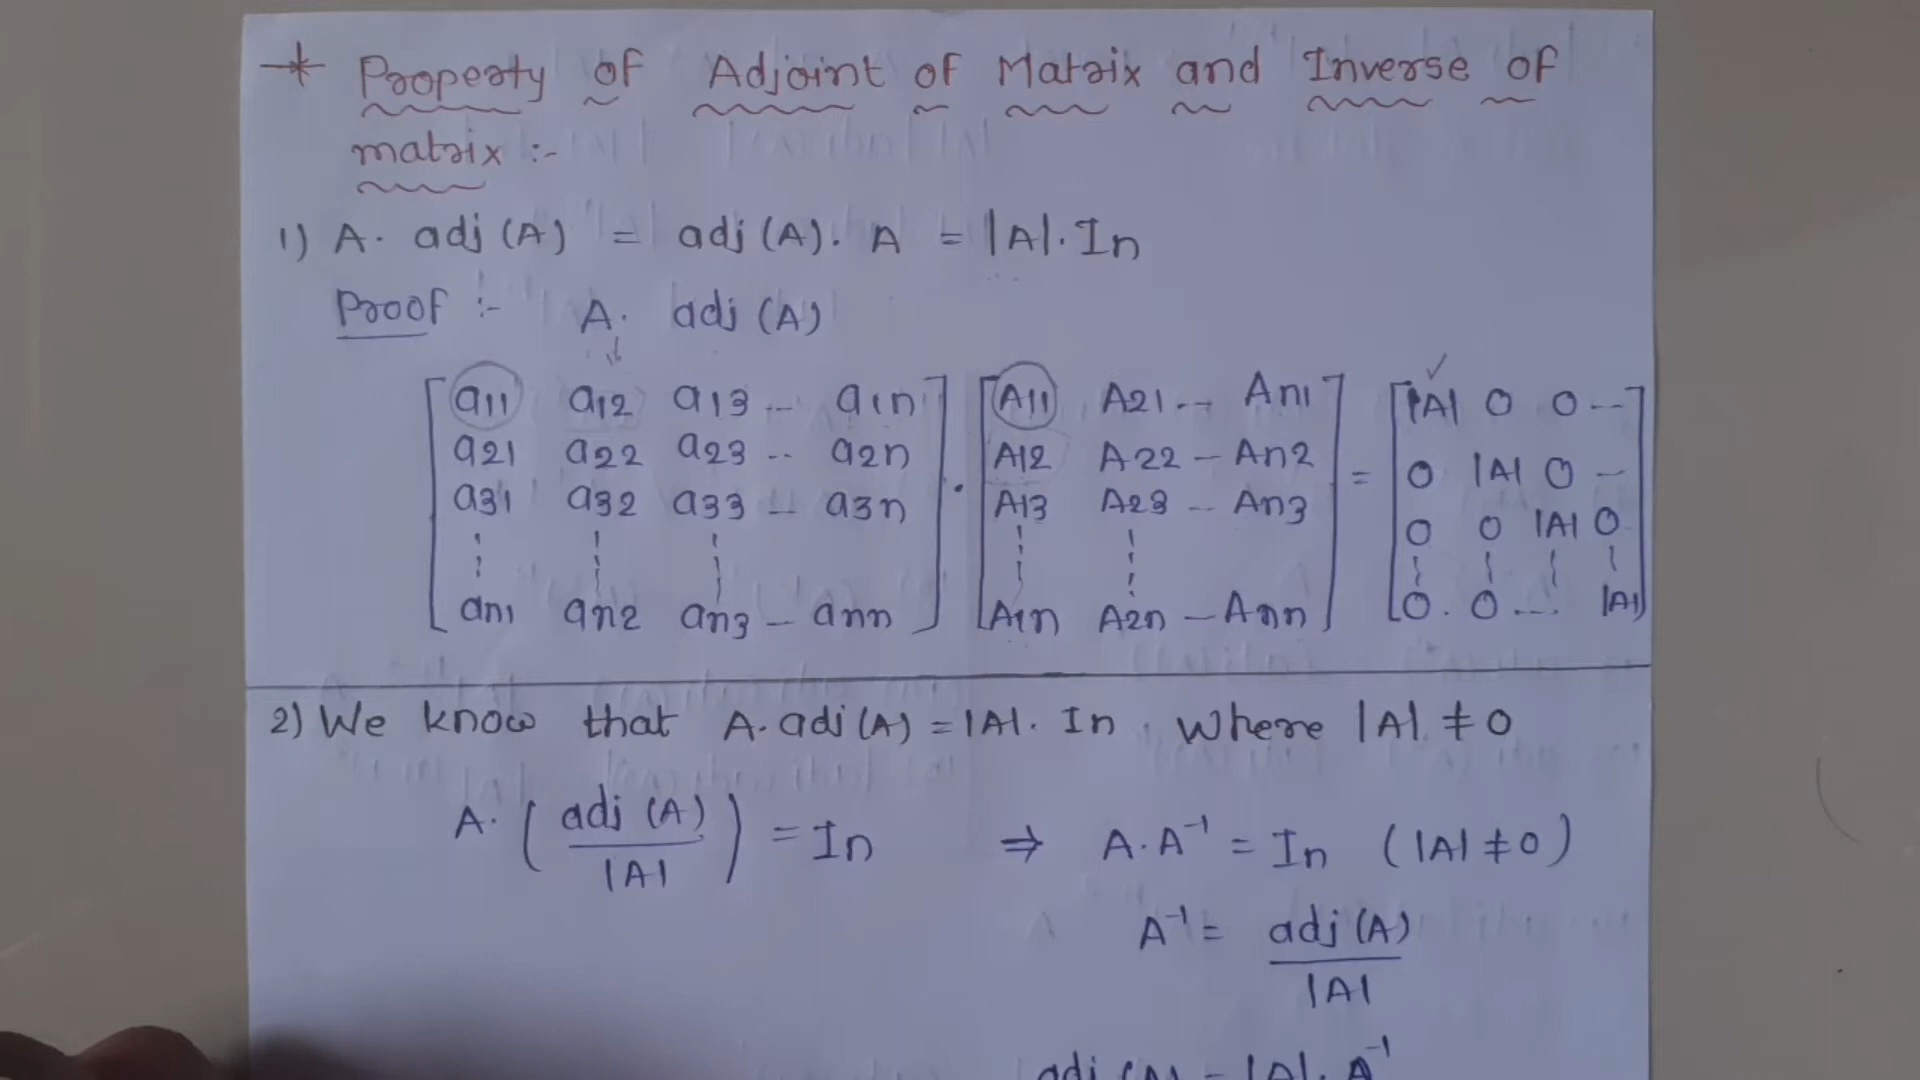 * Property of Adjoint of Matrix and Inverse of
matrix :-
1) A. adj (A) = adj (A). A = |A|. In
Proof :- A. adj (A)
[a11 a12 a13 -- a1n] [A11 A21 -- An1] [|A| 0 0 --]
[a21 a22 a23 -- a2n] [A12 A22 - An2] = [0 |A| 0 -]
[a31 a32 a33 -- a3n] . [A13 A23 -- An3] [0 0 |A| 0]
[an1 an2 an3 - ann] [A1n A2n - Ann] [0. 0 --- |A|]
2) We know that A. adj (A) = |A|. In where |A| ≠ 0
A. (adj (A) / |A|) = In ⇒ A.A⁻¹ = In (|A| ≠ 0)
A⁻¹ = adj (A) / |A|
adj (A) = |A|. A⁻¹